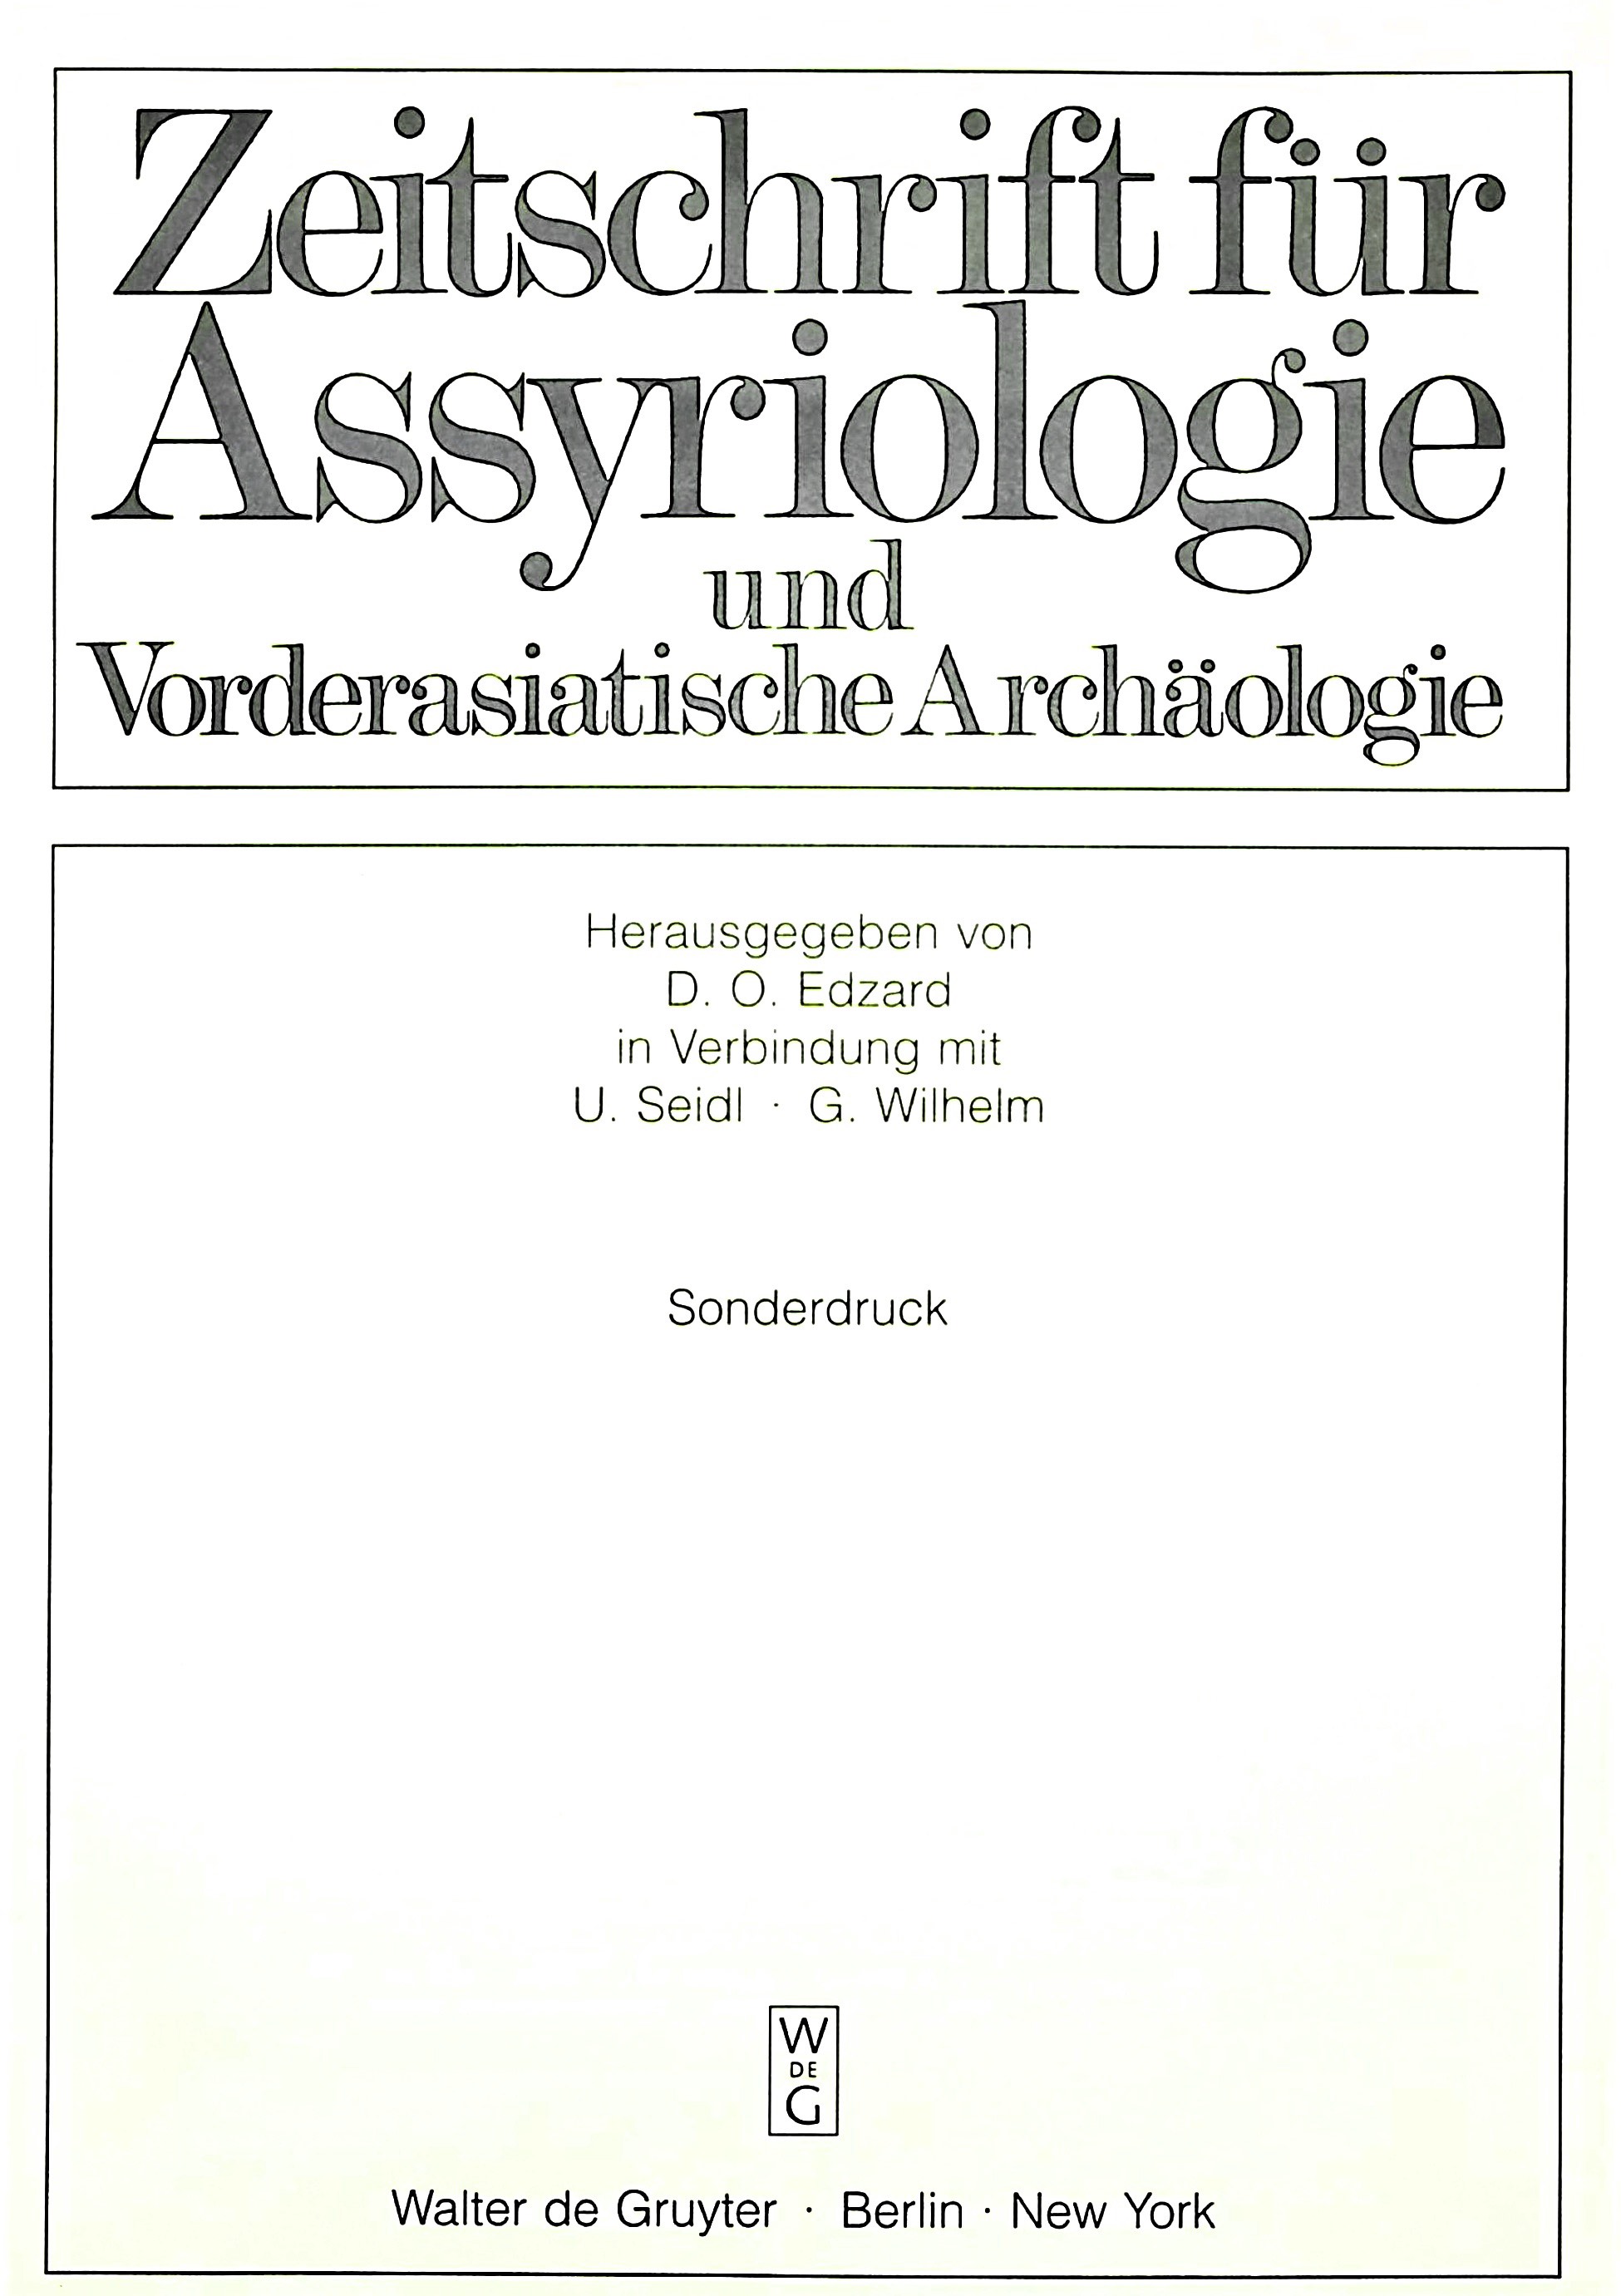 Zeitschrift für
Assyriologie
und
Vorderasiatische Archäologie
Herausgegeben von
D. O. Edzard
in Verbindung mit
U. Seidl · G. Wilhelm
Sonderdruck
W
DE
G
Walter de Gruyter · Berlin · New York